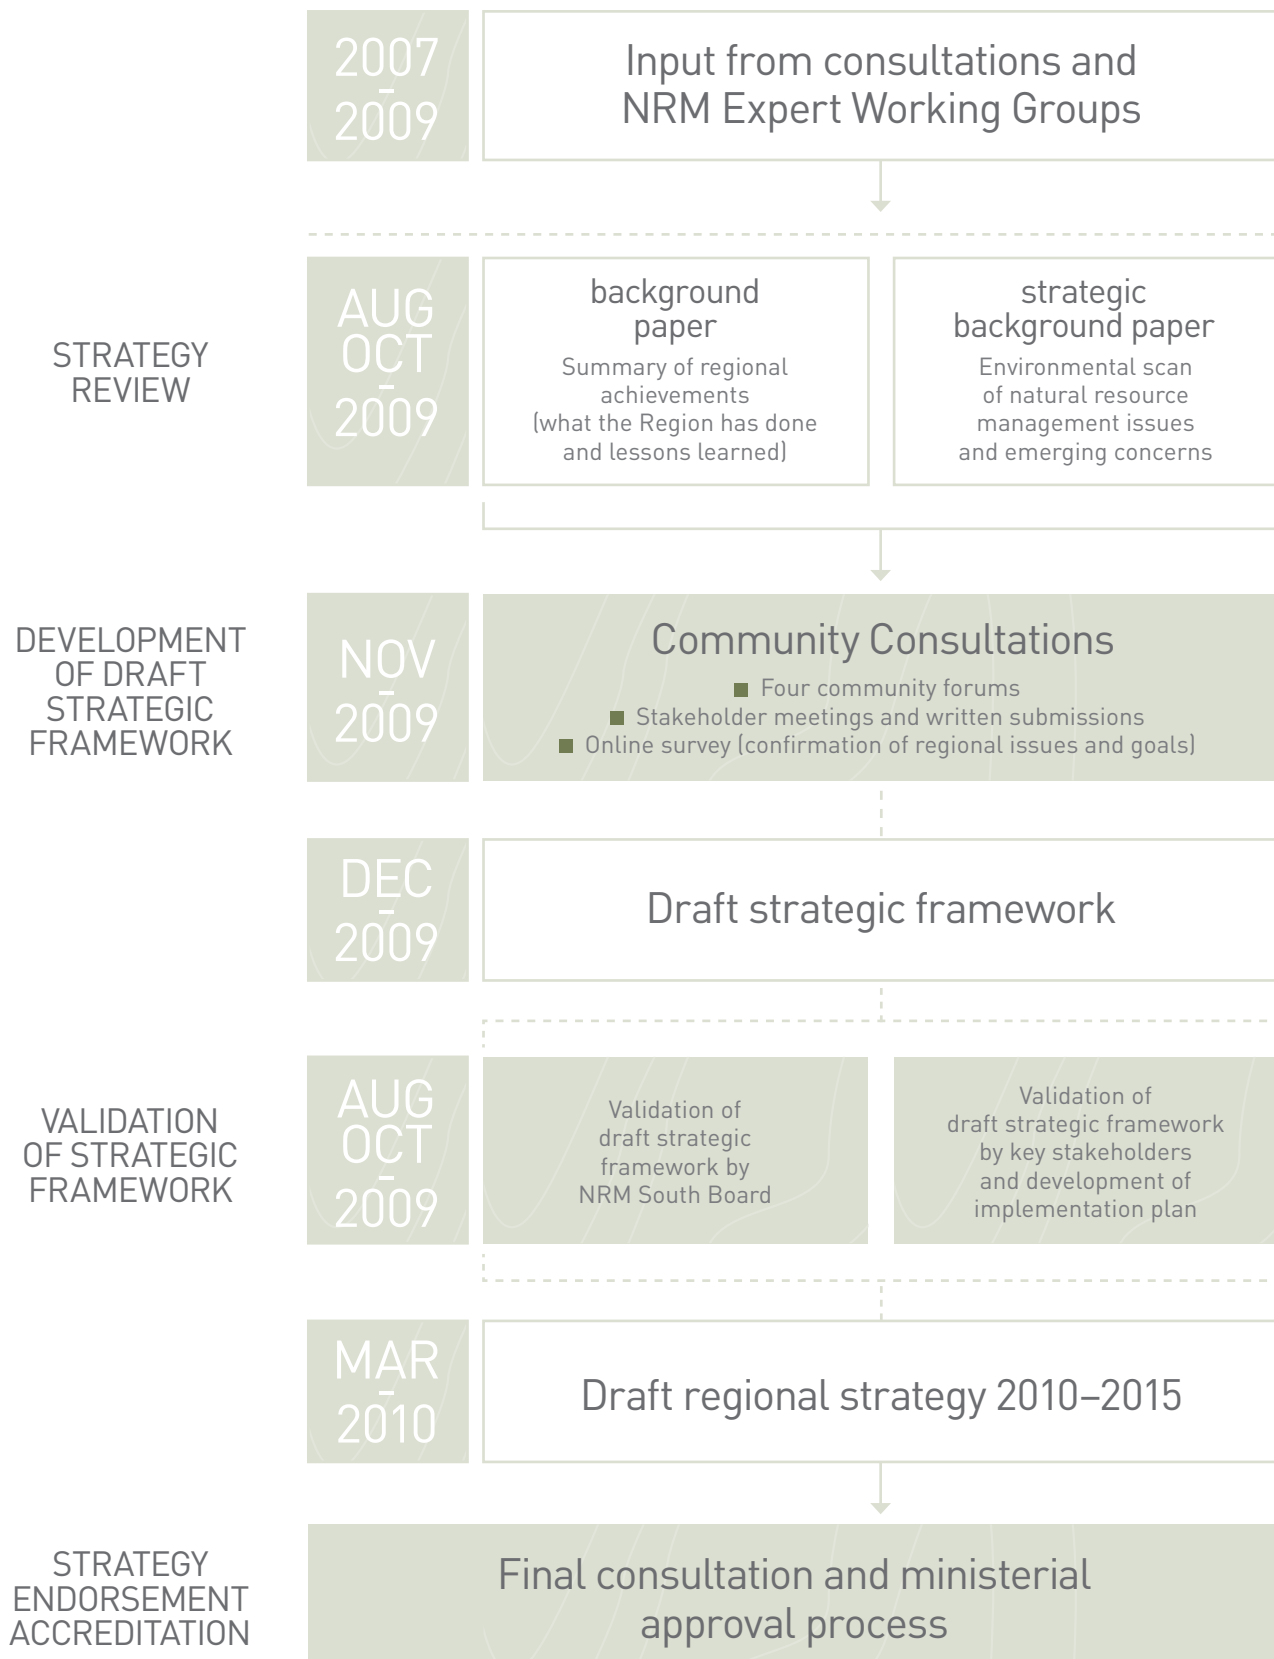 2007
–
2009
Input from consultations and
NRM Expert Working Groups
STRATEGY
REVIEW
AUG
OCT
–
2009
background
paper
Summary of regional
achievements
(what the Region has done
and lessons learned)
strategic
background paper
Environmental scan
of natural resource
management issues
and emerging concerns
DEVELOPMENT
OF DRAFT
STRATEGIC
FRAMEWORK
NOV
–
2009
Community Consultations
■ Four community forums
■ Stakeholder meetings and written submissions
■ Online survey (confirmation of regional issues and goals)
DEC
–
2009
Draft strategic framework
VALIDATION
OF STRATEGIC
FRAMEWORK
AUG
OCT
–
2009
Validation of
draft strategic
framework by
NRM South Board
Validation of
draft strategic framework
by key stakeholders
and development of
implementation plan
MAR
–
2010
Draft regional strategy 2010–2015
STRATEGY
ENDORSEMENT
ACCREDITATION
Final consultation and ministerial
approval process